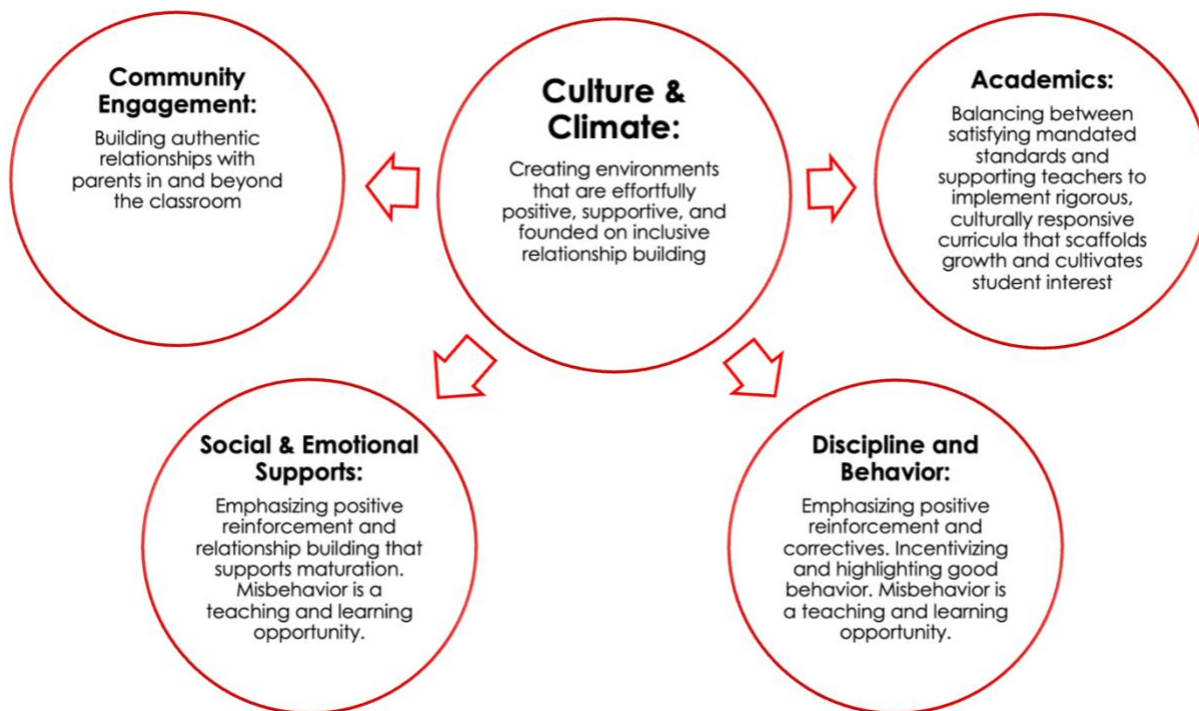 Community
Engagement:
Building authentic
relationships with
parents in and beyond
the classroom
Culture &
Climate:
Creating environments
that are effortfully
positive, supportive, and
founded on inclusive
relationship building
Academics:
Balancing between
satisfying mandated
standards and
supporting teachers to
implement rigorous,
culturally responsive
curricula that scaffolds
growth and cultivates
student interest
Social & Emotional
Supports:
Emphasizing positive
reinforcement and
relationship building that
supports maturation.
Misbehavior is a
teaching and learning
opportunity.
Discipline and
Behavior:
Emphasizing positive
reinforcement and
correctives. Incentivizing
and highlighting good
behavior. Misbehavior is
a teaching and learning
opportunity.